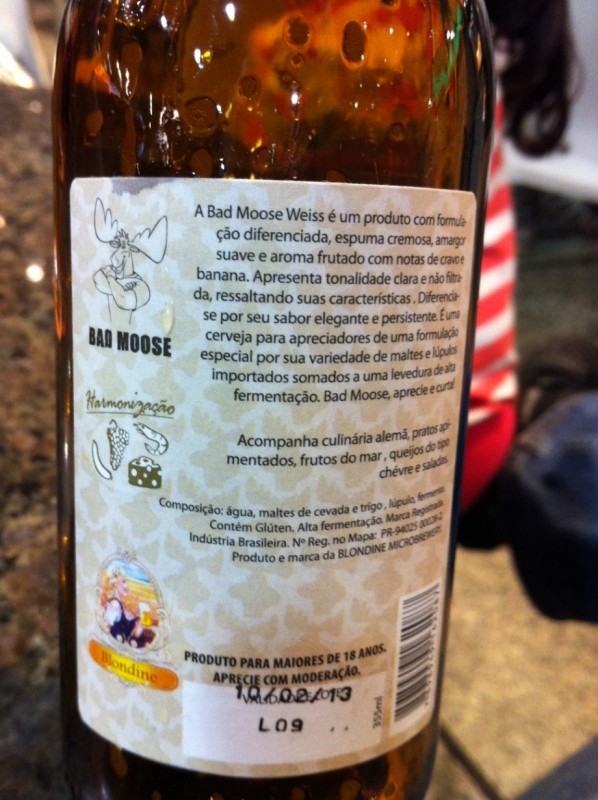 A Bad Moose Weiss é um produto com formula-
ção diferenciada, espuma cremosa, amargor
suave e aroma frutado com notas de cravo e
banana. Apresenta tonalidade clara e não filtra-
da, ressaltando suas características . Diferencia-
se por seu sabor elegante e persistente. É uma
cerveja para apreciadores de uma formulação
especial por sua variedade de maltes e lúpulos
importados somados a uma levedura de alta
fermentação. Bad Moose, aprecie e curta!
BAD MOOSE
Harmonização
Acompanha culinária alemã, pratos api-
mentados, frutos do mar , queijos do tipo
chévre e saladas.
Composição: água, maltes de cevada e trigo , lúpulo, fermento.
Contém Glúten. Alta fermentação. Marca Registrada.
Indústria Brasileira. Nº Reg. no Mapa: PR-94025
Produto e marca da BLONDINE MICROBREWERY
Blondine
PRODUTO PARA MAIORES DE 18 ANOS.
APRECIE COM MODERAÇÃO.
10/02/13
L09
355ml